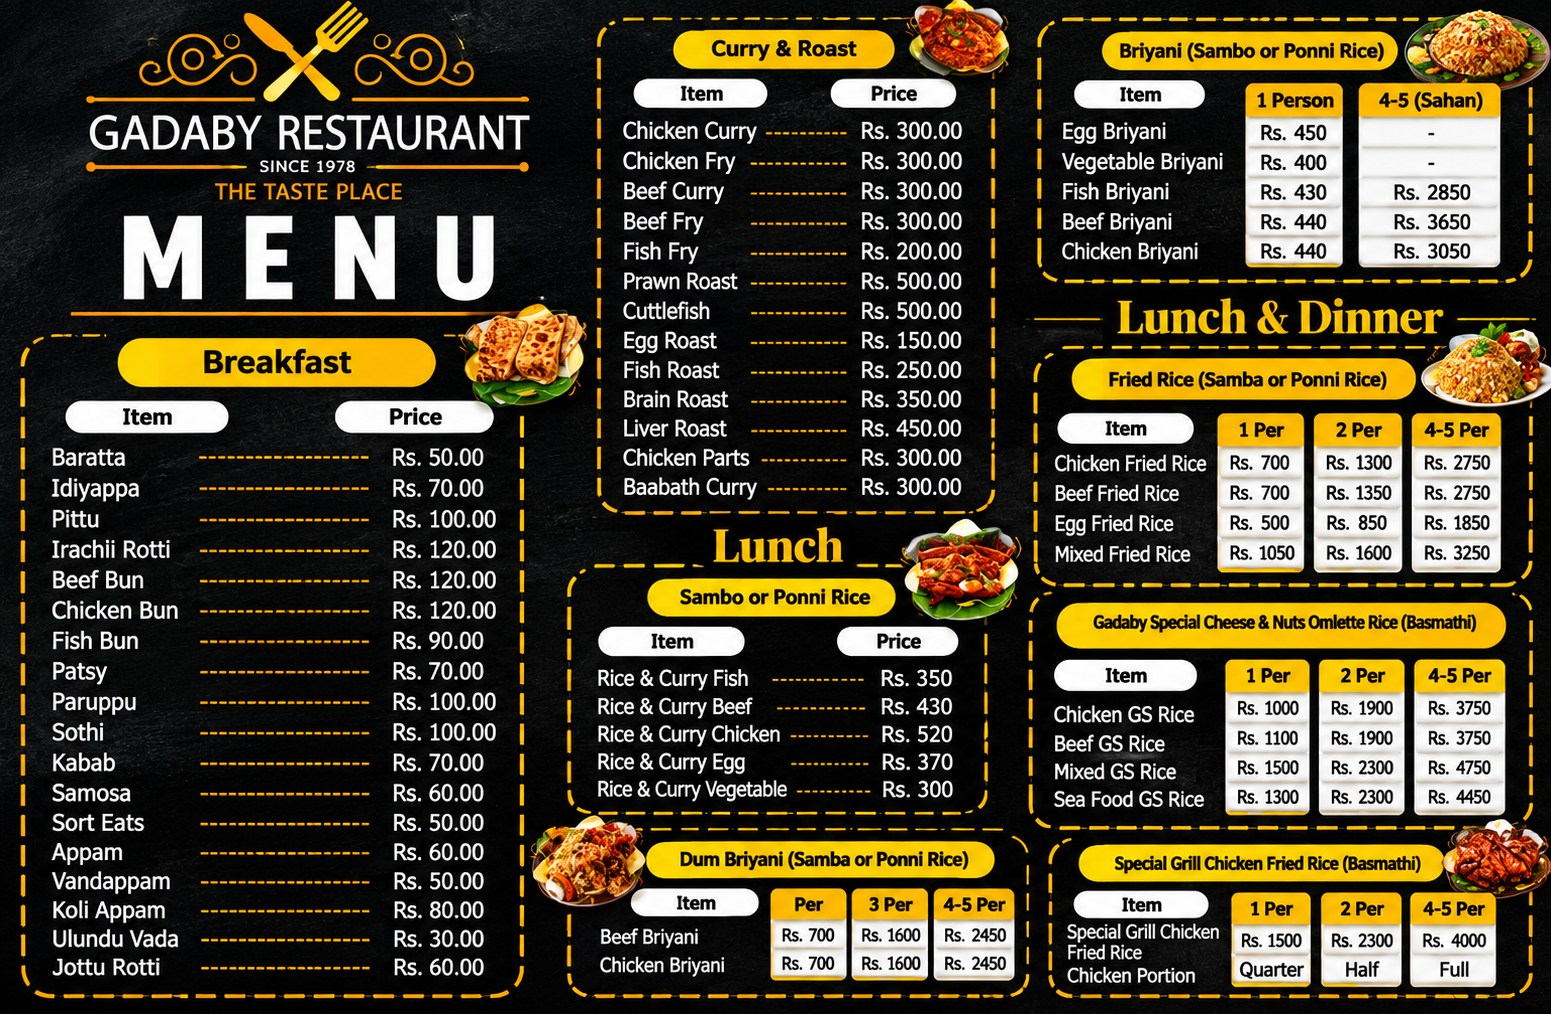 GADABY RESTAURANT
SINCE 1978
THE TASTE PLACE
MENU
Breakfast
Item Price
Baratta Rs. 50.00
Idiyappa Rs. 70.00
Pittu Rs. 100.00
Irachii Rotti Rs. 120.00
Beef Bun Rs. 120.00
Chicken Bun Rs. 120.00
Fish Bun Rs. 90.00
Patsy Rs. 70.00
Paruppu Rs. 100.00
Sothi Rs. 100.00
Kabab Rs. 70.00
Samosa Rs. 60.00
Sort Eats Rs. 50.00
Appam Rs. 60.00
Vandappam Rs. 50.00
Koli Appam Rs. 80.00
Ulundu Vada Rs. 30.00
Jottu Rotti Rs. 60.00
Curry & Roast
Item Price
Chicken Curry Rs. 300.00
Chicken Fry Rs. 300.00
Beef Curry Rs. 300.00
Beef Fry Rs. 300.00
Fish Fry Rs. 200.00
Prawn Roast Rs. 500.00
Cuttlefish Rs. 500.00
Egg Roast Rs. 150.00
Fish Roast Rs. 250.00
Brain Roast Rs. 350.00
Liver Roast Rs. 450.00
Chicken Parts Rs. 300.00
Baabath Curry Rs. 300.00
Lunch
Sambo or Ponni Rice
Item Price
Rice & Curry Fish Rs. 350
Rice & Curry Beef Rs. 430
Rice & Curry Chicken Rs. 520
Rice & Curry Egg Rs. 370
Rice & Curry Vegetable Rs. 300
Dum Briyani (Samba or Ponni Rice)
Item Per 3 Per 4-5 Per
Beef Briyani Rs. 700 Rs. 1600 Rs. 2450
Chicken Briyani Rs. 700 Rs. 1600 Rs. 2450
Briyani (Sambo or Ponni Rice)
Item 1 Person 4-5 (Sahan)
Egg Briyani Rs. 450 -
Vegetable Briyani Rs. 400 -
Fish Briyani Rs. 430 Rs. 2850
Beef Briyani Rs. 440 Rs. 3650
Chicken Briyani Rs. 440 Rs. 3050
Lunch & Dinner
Fried Rice (Samba or Ponni Rice)
Item 1 Per 2 Per 4-5 Per
Chicken Fried Rice Rs. 700 Rs. 1300 Rs. 2750
Beef Fried Rice Rs. 700 Rs. 1350 Rs. 2750
Egg Fried Rice Rs. 500 Rs. 850 Rs. 1850
Mixed Fried Rice Rs. 1050 Rs. 1600 Rs. 3250
Gadaby Special Cheese & Nuts Omlette Rice (Basmathi)
Item 1 Per 2 Per 4-5 Per
Chicken GS Rice Rs. 1000 Rs. 1900 Rs. 3750
Beef GS Rice Rs. 1100 Rs. 1900 Rs. 3750
Mixed GS Rice Rs. 1500 Rs. 2300 Rs. 4750
Sea Food GS Rice Rs. 1300 Rs. 2300 Rs. 4450
Special Grill Chicken Fried Rice (Basmathi)
Item 1 Per 2 Per 4-5 Per
Special Grill Chicken
Fried Rice Rs. 1500 Rs. 2300 Rs. 4000
Chicken Portion Quarter Half Full